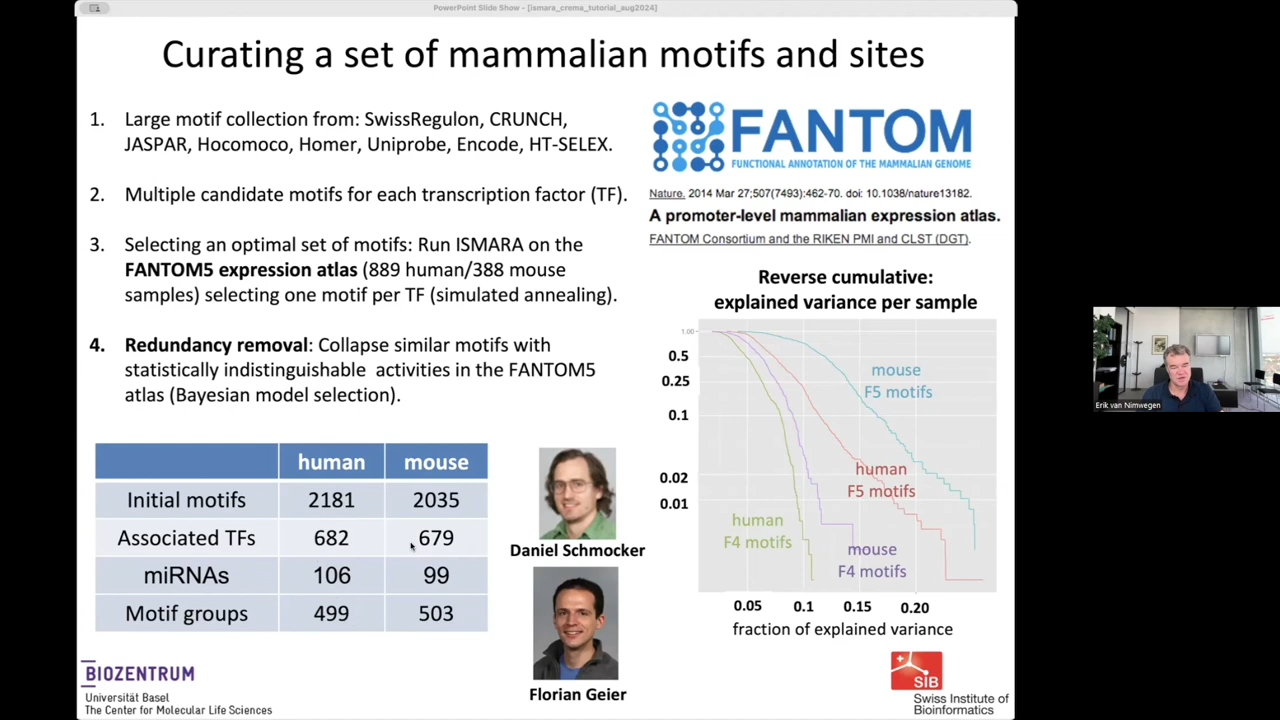 PowerPoint Slide Show - [ismara_crema_tutorial_aug2024]
Curating a set of mammalian motifs and sites
1. Large motif collection from: SwissRegulon, CRUNCH,
JASPAR, Hocomoco, Homer, Uniprobe, Encode, HT-SELEX.
2. Multiple candidate motifs for each transcription factor (TF).
3. Selecting an optimal set of motifs: Run ISMARA on the
FANTOM5 expression atlas (889 human/388 mouse
samples) selecting one motif per TF (simulated annealing).
4. Redundancy removal: Collapse similar motifs with
statistically indistinguishable activities in the FANTOM5
atlas (Bayesian model selection).
human mouse
Initial motifs 2181 2035
Associated TFs 682 679
miRNAs 106 99
Motif groups 499 503
Daniel Schmocker
Florian Geier
FANTOM
FUNCTIONAL ANNOTATION OF THE MAMMALIAN GENOME
Nature. 2014 Mar 27;507(7493):462-70. doi: 10.1038/nature13182.
A promoter-level mammalian expression atlas.
FANTOM Consortium and the RIKEN PMI and CLST (DGT).
Reverse cumulative:
explained variance per sample
1.00
0.5
0.25
0.1
0.02
0.01
mouse
F5 motifs
human
F5 motifs
human
F4 motifs
mouse
F4 motifs
0.05 0.1 0.15 0.20
fraction of explained variance
BIOZENTRUM
Universität Basel
The Center for Molecular Life Sciences
SIB
Swiss Institute of
Bioinformatics
Erik van Nimwegen